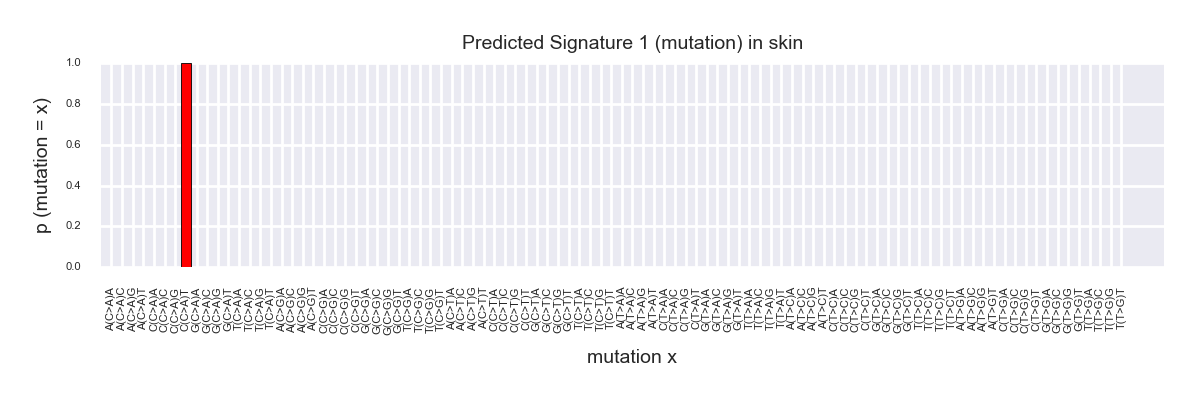 Predicted Signature 1 (mutation) in skin
p (mutation = x)
1.0
0.8
0.6
0.4
0.2
0.0
A(C>A)A
A(C>A)C
A(C>A)G
A(C>A)T
C(C>A)A
C(C>A)C
C(C>A)G
C(C>A)T
G(C>A)A
G(C>A)C
G(C>A)G
G(C>A)T
T(C>A)A
T(C>A)C
T(C>A)G
T(C>A)T
A(C>G)A
A(C>G)C
A(C>G)G
A(C>G)T
C(C>G)A
C(C>G)C
C(C>G)G
C(C>G)T
G(C>G)A
G(C>G)C
G(C>G)G
G(C>G)T
T(C>G)A
T(C>G)C
T(C>G)G
T(C>G)T
A(C>T)A
A(C>T)C
A(C>T)G
A(C>T)T
C(C>T)A
C(C>T)C
C(C>T)G
C(C>T)T
G(C>T)A
G(C>T)C
G(C>T)G
G(C>T)T
T(C>T)A
T(C>T)C
T(C>T)G
T(C>T)T
A(T>A)A
A(T>A)C
A(T>A)G
A(T>A)T
C(T>A)A
C(T>A)C
C(T>A)G
C(T>A)T
G(T>A)A
G(T>A)C
G(T>A)G
G(T>A)T
T(T>A)A
T(T>A)C
T(T>A)G
T(T>A)T
A(T>C)A
A(T>C)C
A(T>C)G
A(T>C)T
C(T>C)A
C(T>C)C
C(T>C)G
C(T>C)T
G(T>C)A
G(T>C)C
G(T>C)G
G(T>C)T
T(T>C)A
T(T>C)C
T(T>C)G
T(T>C)T
A(T>G)A
A(T>G)C
A(T>G)G
A(T>G)T
C(T>G)A
C(T>G)C
C(T>G)G
C(T>G)T
G(T>G)A
G(T>G)C
G(T>G)G
G(T>G)T
T(T>G)A
T(T>G)C
T(T>G)G
T(T>G)T
mutation x